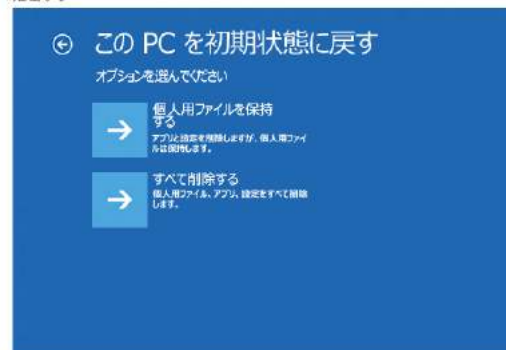 この PC を初期状態に戻す
オプションを選んでください
個人用ファイルを保持
する
アプリと設定を削除しますが、個人用ファイ
ルは保持します。
すべて削除する
個人用ファイル、アプリ、設定をすべて削除
します。